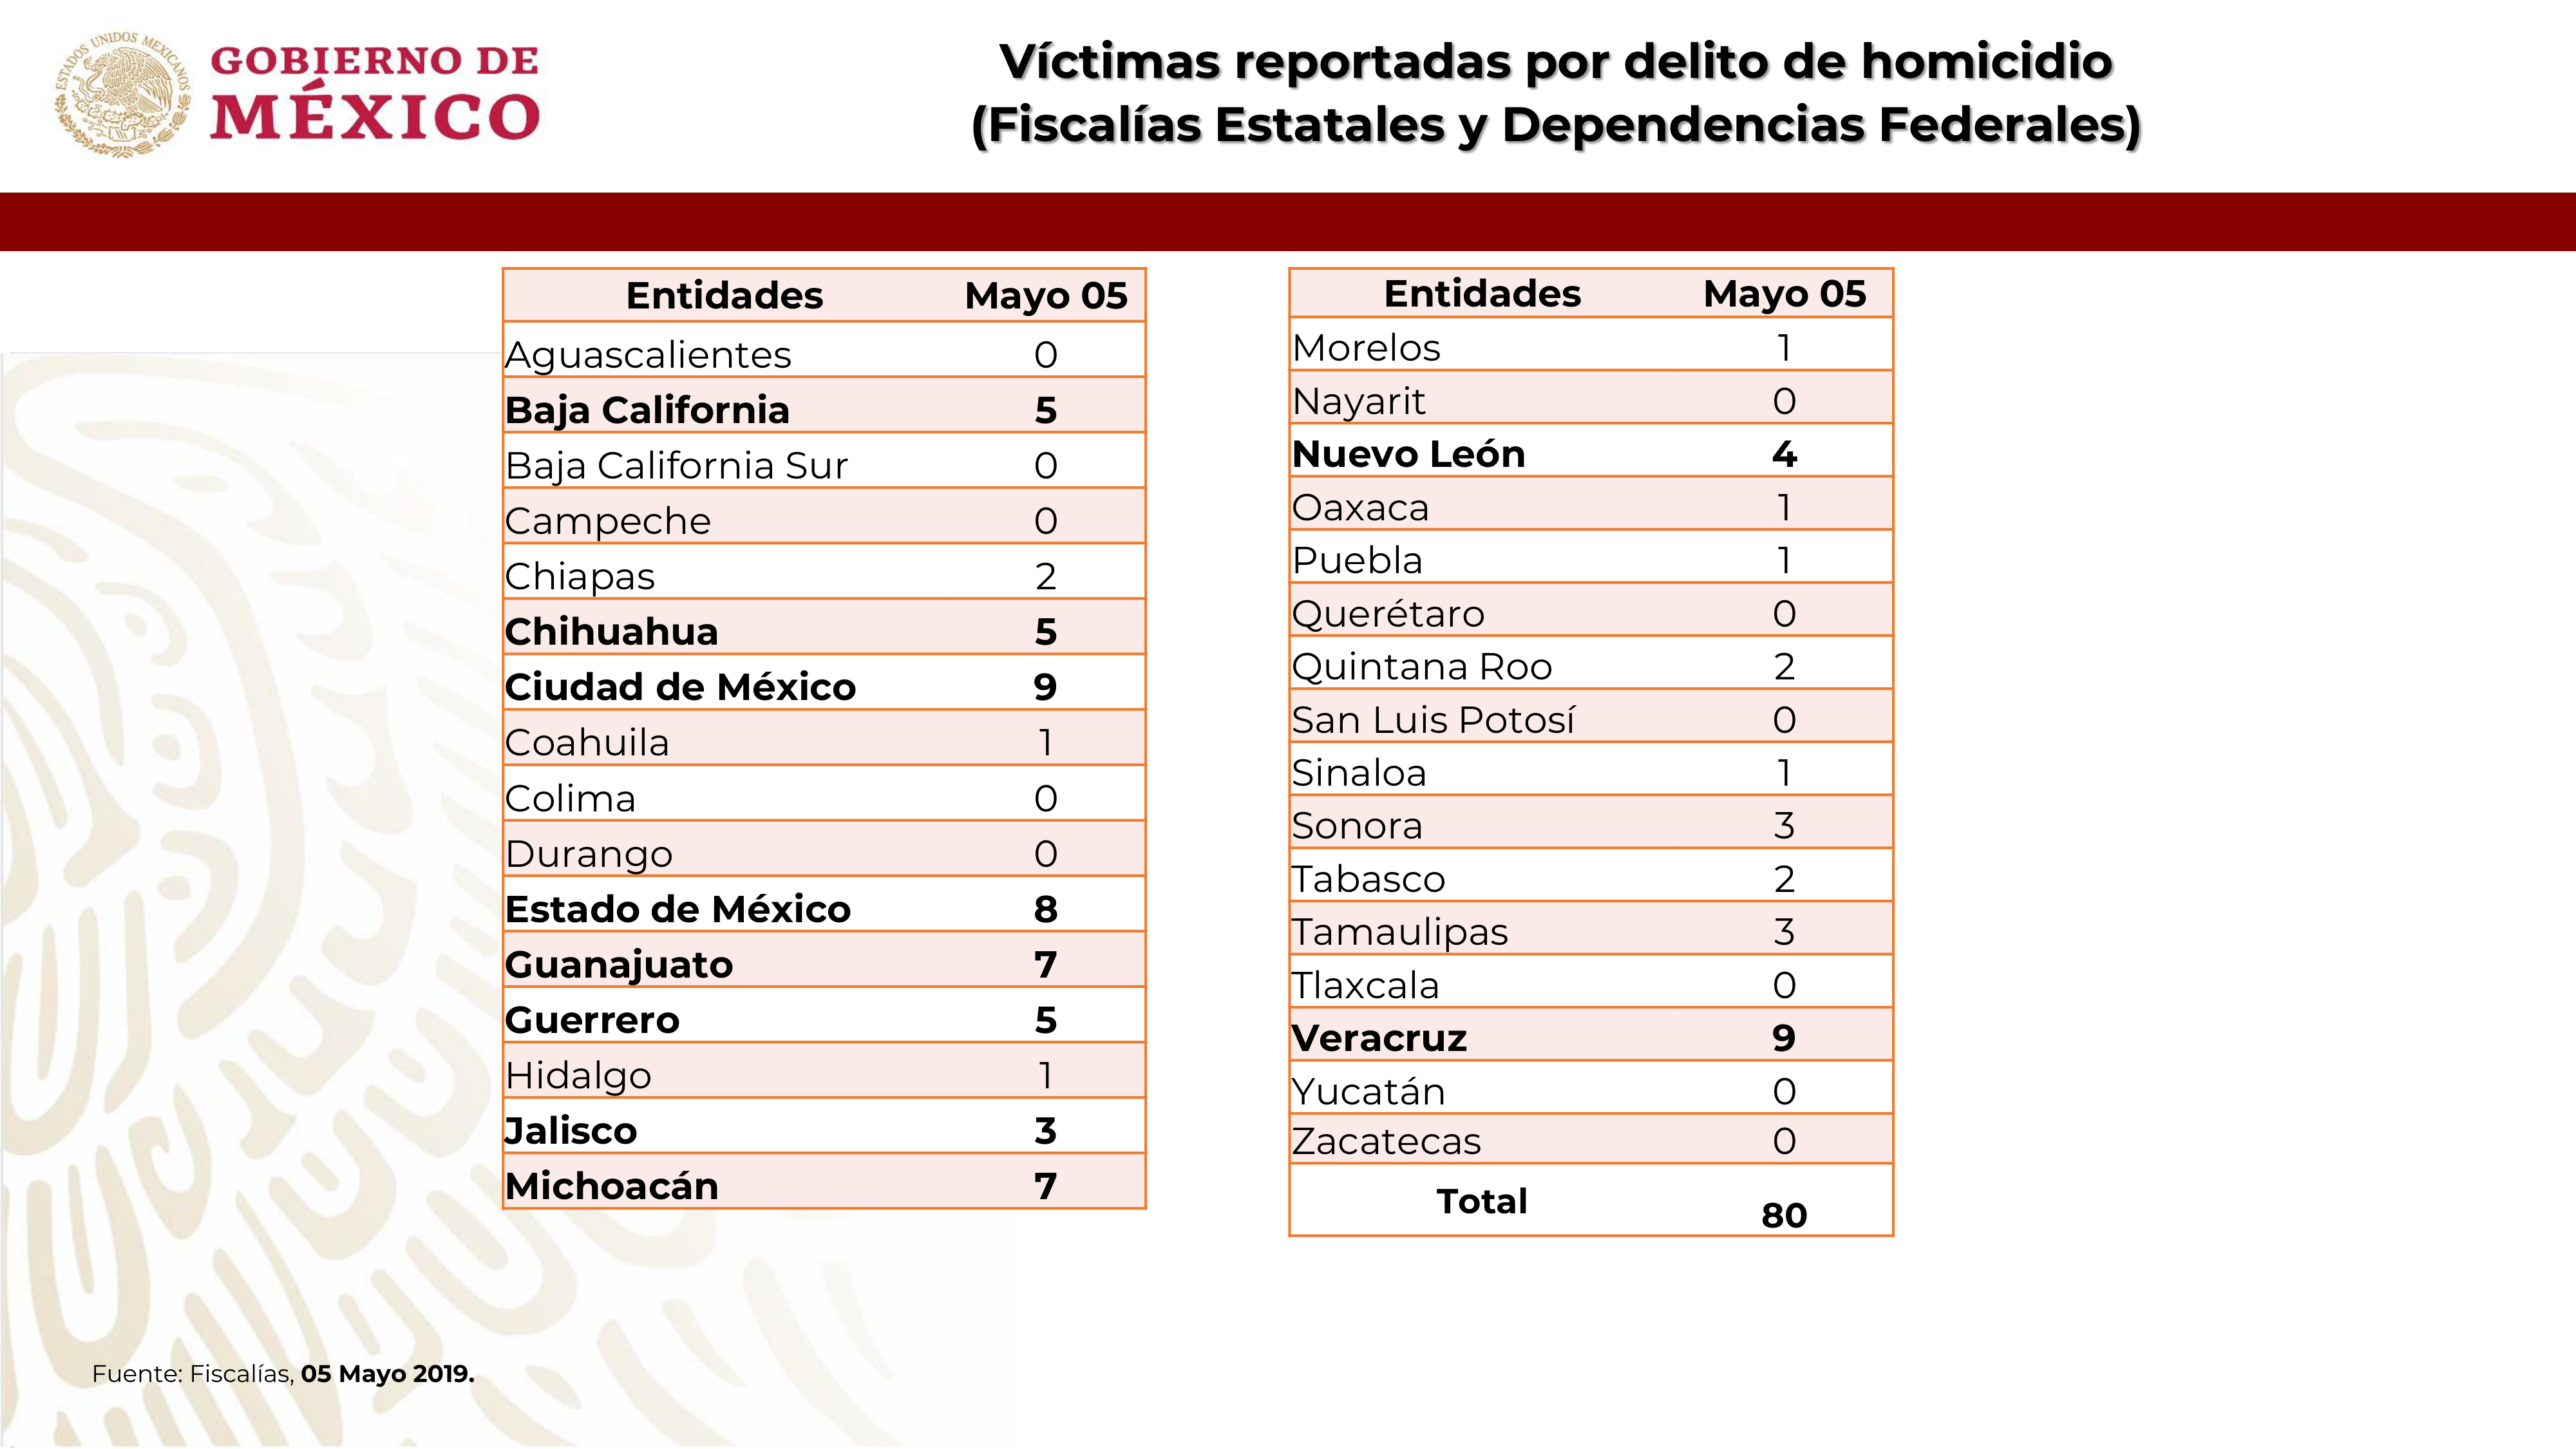 ESTADOS UNIDOS MEXICANOS
GOBIERNO DE
MÉXICO
Víctimas reportadas por delito de homicidio
(Fiscalías Estatales y Dependencias Federales)
Entidades Mayo 05
Aguascalientes 0
Baja California 5
Baja California Sur 0
Campeche 0
Chiapas 2
Chihuahua 5
Ciudad de México 9
Coahuila 1
Colima 0
Durango 0
Estado de México 8
Guanajuato 7
Guerrero 5
Hidalgo 1
Jalisco 3
Michoacán 7
Entidades Mayo 05
Morelos 1
Nayarit 0
Nuevo León 4
Oaxaca 1
Puebla 1
Querétaro 0
Quintana Roo 2
San Luis Potosí 0
Sinaloa 1
Sonora 3
Tabasco 2
Tamaulipas 3
Tlaxcala 0
Veracruz 9
Yucatán 0
Zacatecas 0
Total 80
Fuente: Fiscalías, 05 Mayo 2019.